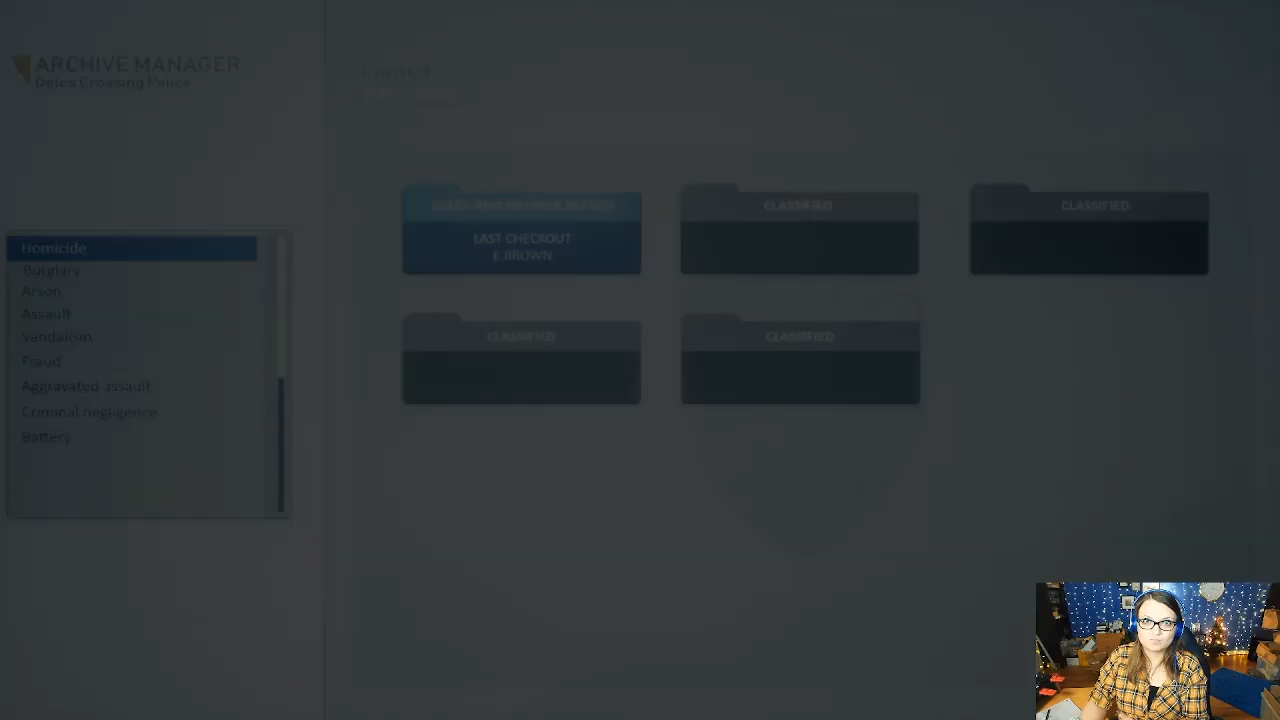 ARCHIVE MANAGER
Delos Crossing Police
Homicide
Burglary
Arson
Assault
Vandalism
Fraud
Aggravated assault
Criminal negligence
Battery
LAST CHECKOUT
E BROWN
CLASSIFIED
CLASSIFIED
CLASSIFIED
CLASSIFIED